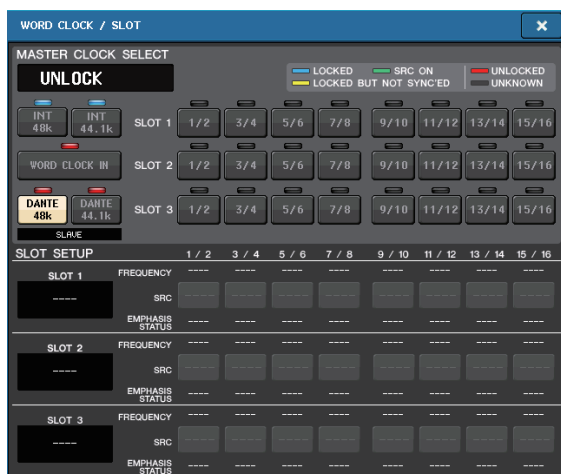 WORD CLOCK / SLOT
MASTER CLOCK SELECT
UNLOCK
LOCKED SRC ON UNLOCKED
LOCKED BUT NOT SYNC'ED UNKNOWN
INT 48k INT 44.1k SLOT 1 1/2 3/4 5/6 7/8 9/10 11/12 13/14 15/16
WORD CLOCK IN SLOT 2 1/2 3/4 5/6 7/8 9/10 11/12 13/14 15/16
DANTE 48k DANTE 44.1k SLOT 3 1/2 3/4 5/6 7/8 9/10 11/12 13/14 15/16
SLAVE
SLOT SETUP 1 / 2 3 / 4 5 / 6 7 / 8 9 / 10 11 / 12 13 / 14 15 / 16
SLOT 1 FREQUENCY ---- ---- ---- ---- ---- ---- ---- ----
---- SRC ---- ---- ---- ---- ---- ---- ---- ----
EMPHASIS STATUS ---- ---- ---- ---- ---- ---- ---- ----
SLOT 2 FREQUENCY ---- ---- ---- ---- ---- ---- ---- ----
---- SRC ---- ---- ---- ---- ---- ---- ---- ----
EMPHASIS STATUS ---- ---- ---- ---- ---- ---- ---- ----
SLOT 3 FREQUENCY ---- ---- ---- ---- ---- ---- ---- ----
---- SRC ---- ---- ---- ---- ---- ---- ---- ----
EMPHASIS STATUS ---- ---- ---- ---- ---- ---- ---- ----